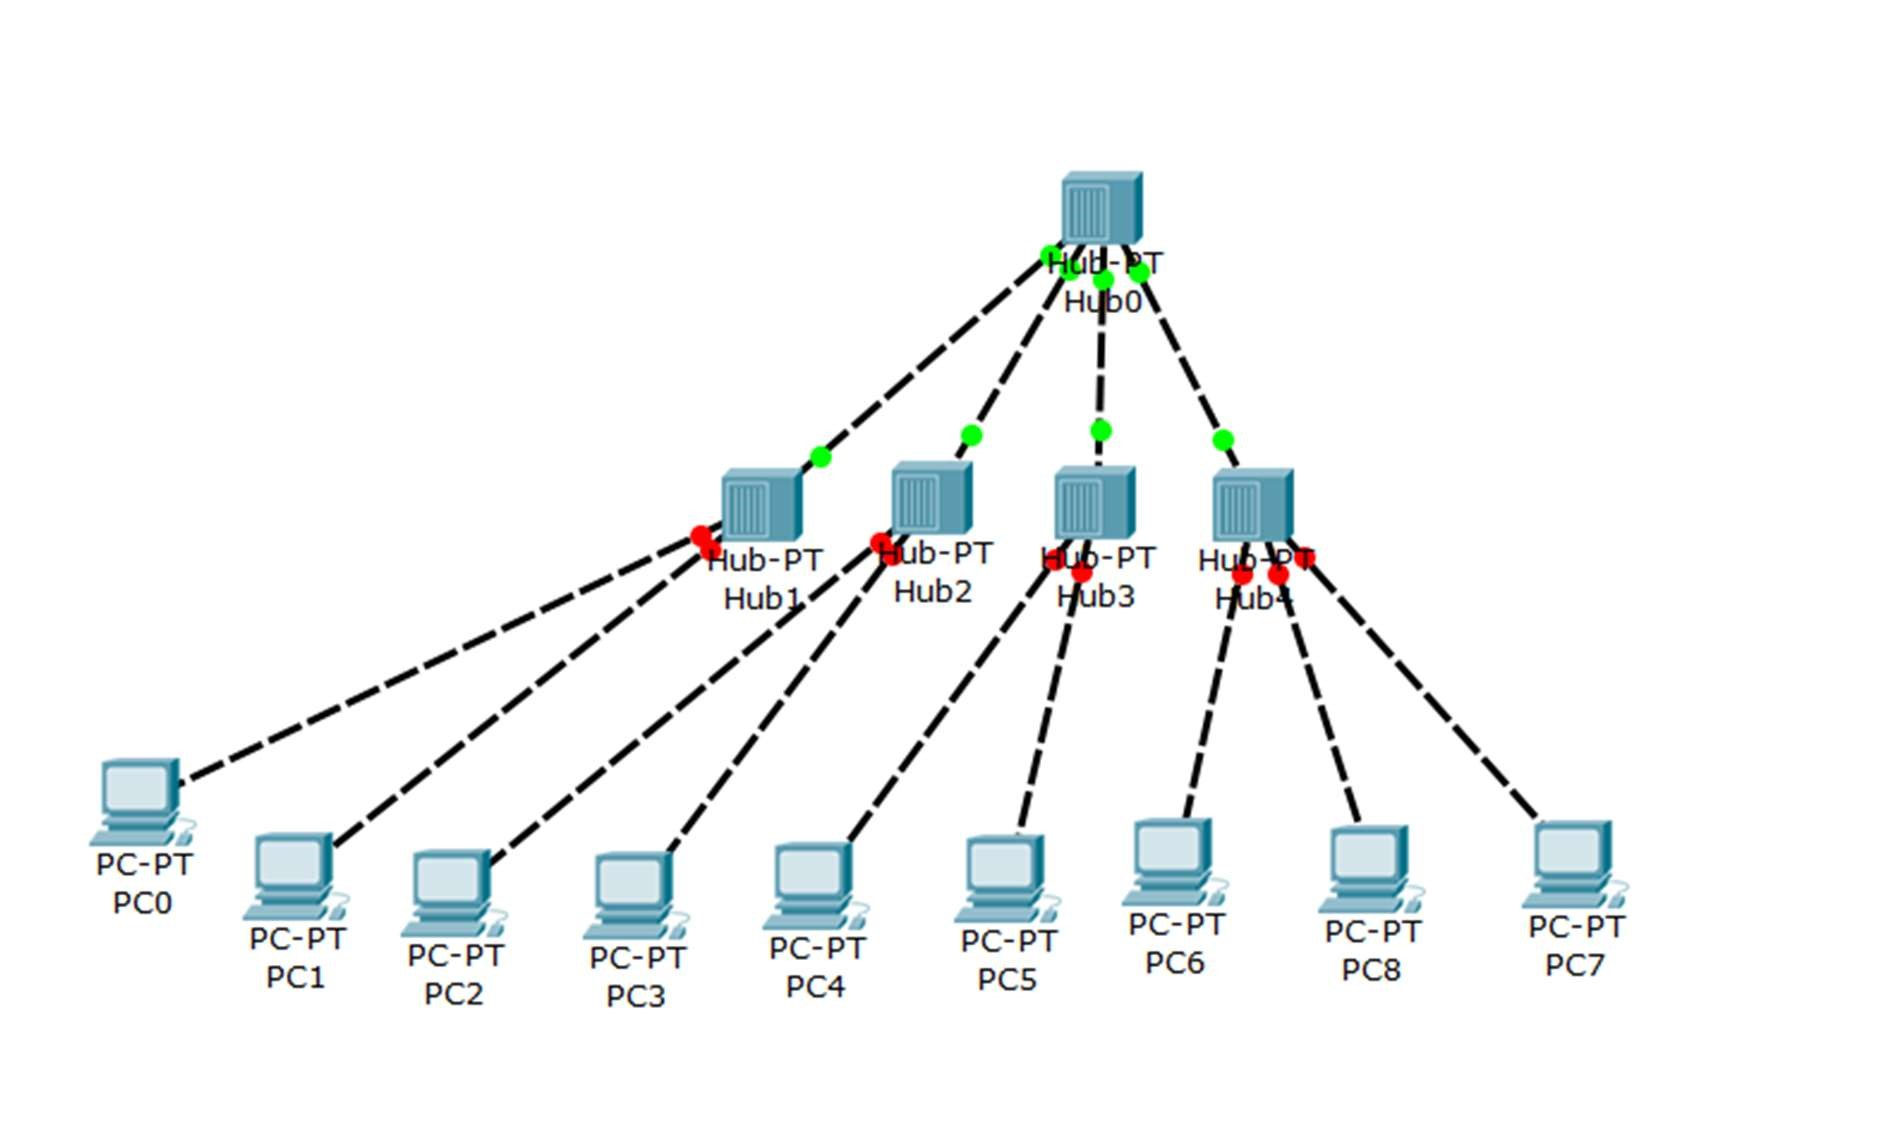 Hub-PT
Hub0
Hub-PT
Hub1
Hub-PT
Hub2
Hub-PT
Hub3
Hub-PT
Hub4
PC-PT
PC0
PC-PT
PC1
PC-PT
PC2
PC-PT
PC3
PC-PT
PC4
PC-PT
PC5
PC-PT
PC6
PC-PT
PC8
PC-PT
PC7